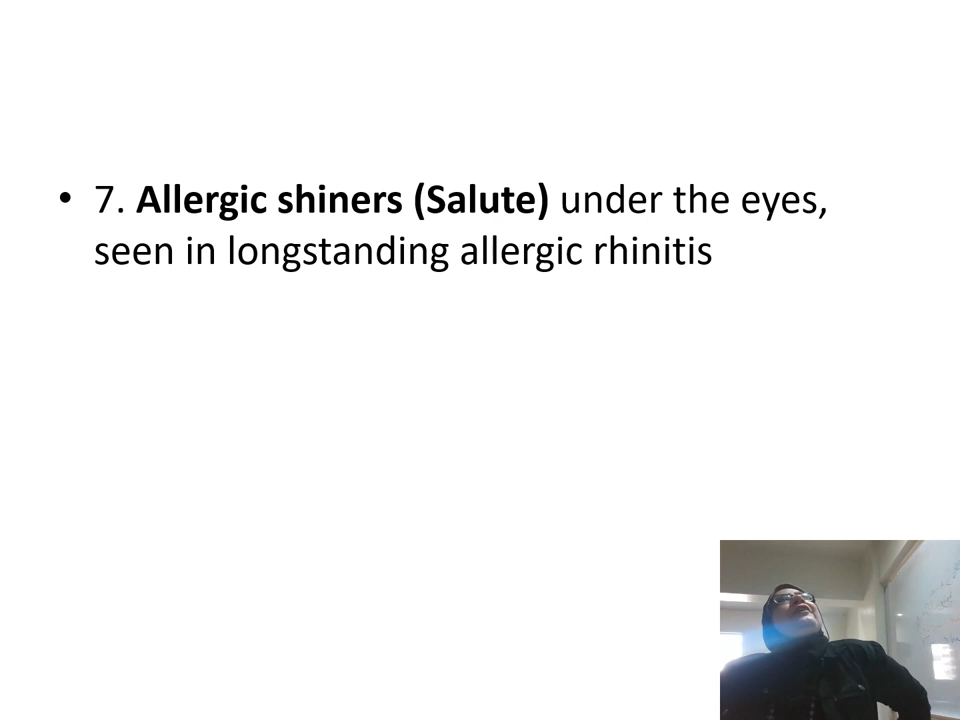 • 7. Allergic shiners (Salute) under the eyes,
seen in longstanding allergic rhinitis